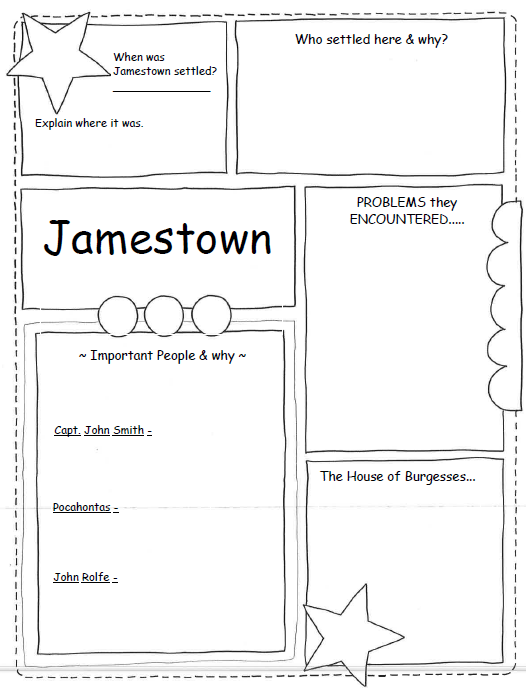 When was
Jamestown settled?
Explain where it was.
Who settled here & why?
Jamestown
PROBLEMS they
ENCOUNTERED.....
~ Important People & why ~
Capt. John Smith -
Pocahontas -
John Rolfe -
The House of Burgesses...